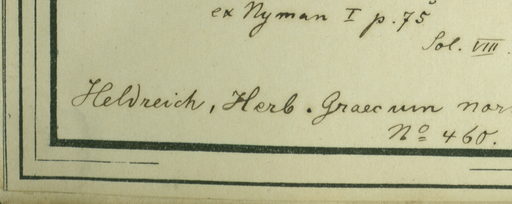 ex Nyman I p. 75
Sol. VIII.
Heldreich, Herb. Graecum nor
No 460.